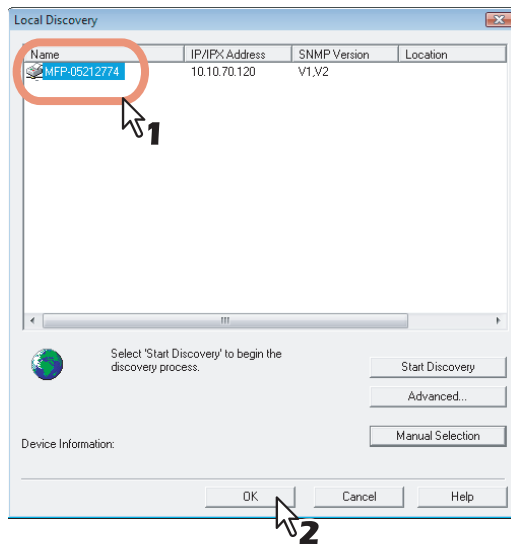 Local Discovery
Name IP/IPX Address SNMP Version Location
MFP-05212774 10.10.70.120 V1,V2
1
Select 'Start Discovery' to begin the
discovery process.
Start Discovery
Advanced...
Manual Selection
Device Information:
OK Cancel Help
2